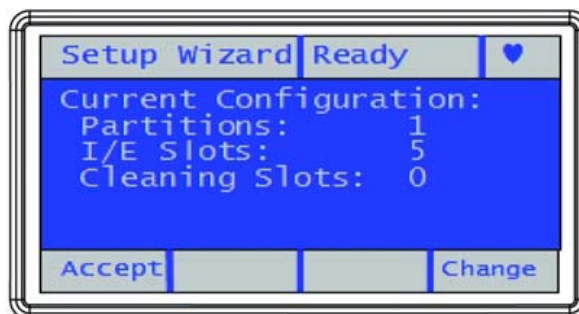 Setup Wizard Ready ♥
Current Configuration:
Partitions: 1
I/E Slots: 5
Cleaning Slots: 0
Accept Change